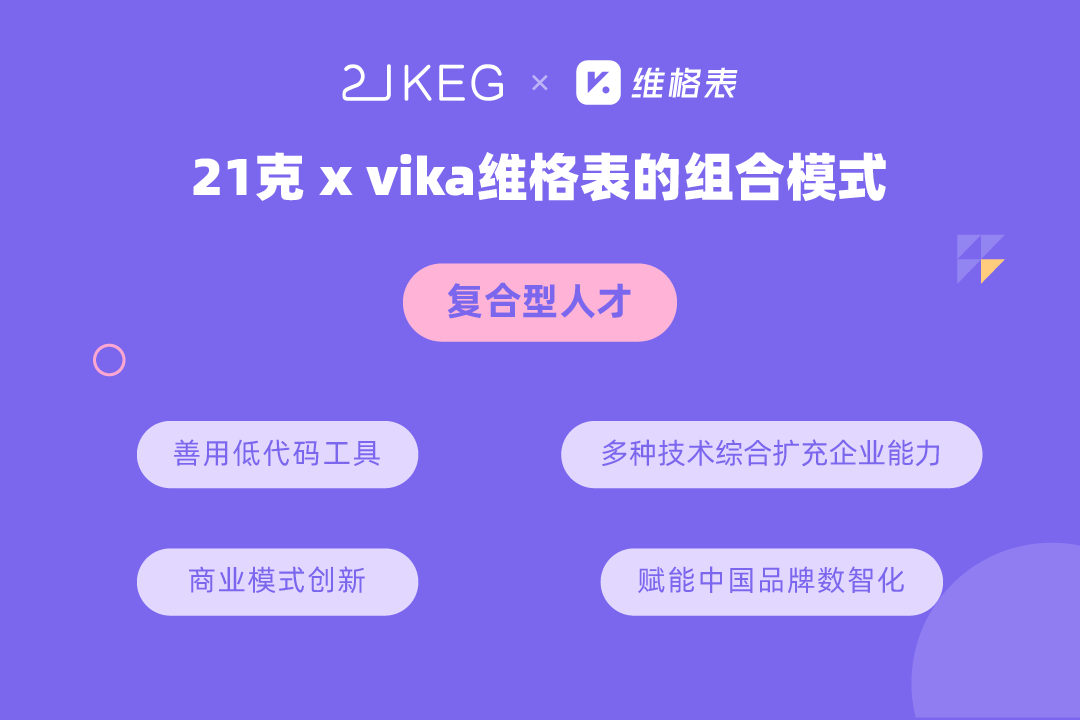 21KEG × 维格表
21克 x vika维格表的组合模式
复合型人才
善用低代码工具
多种技术综合扩充企业能力
商业模式创新
赋能中国品牌数智化